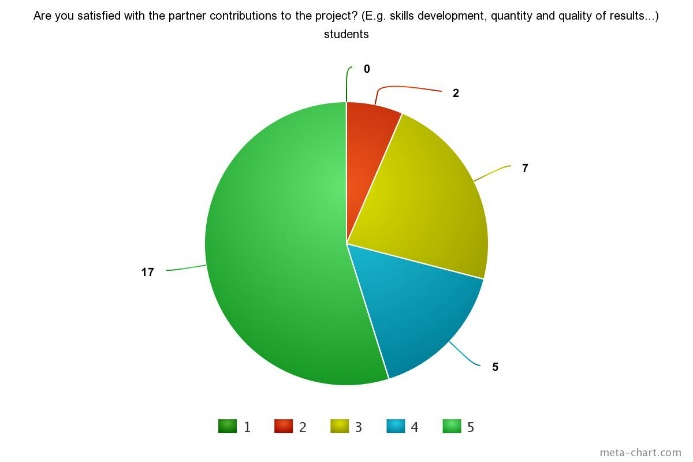 Are you satisfied with the partner contributions to the project? (E.g. skills development, quantity and quality of results...)
students
0
2
7
17
5
1 2 3 4 5
meta-chart.com